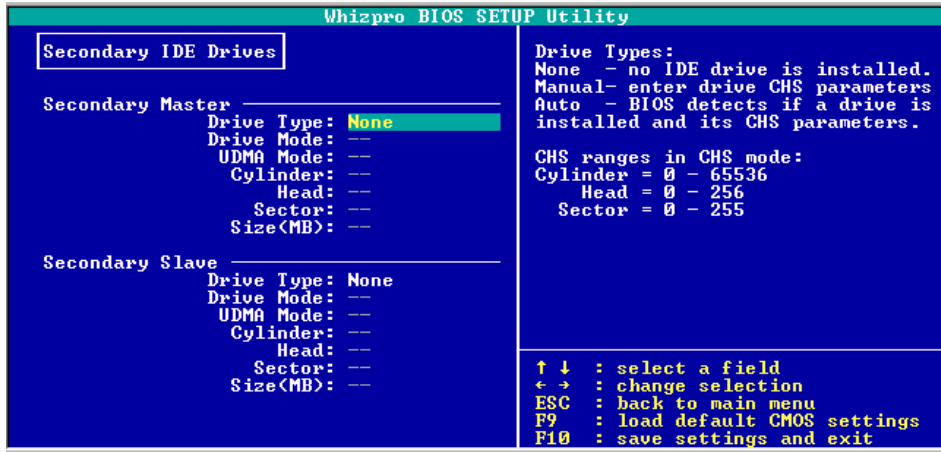 Whizpro BIOS SETUP Utility
Secondary IDE Drives
Secondary Master
Drive Type: None
Drive Mode: --
UDMA Mode: --
Cylinder: --
Head: --
Sector: --
Size(MB): --
Secondary Slave
Drive Type: None
Drive Mode: --
UDMA Mode: --
Cylinder: --
Head: --
Sector: --
Size(MB): --
Drive Types:
None - no IDE drive is installed.
Manual- enter drive CHS parameters
Auto - BIOS detects if a drive is
installed and its CHS parameters.
CHS ranges in CHS mode:
Cylinder = 0 - 65536
Head = 0 - 256
Sector = 0 - 255
↑ ↓ : select a field
← → : change selection
ESC : back to main menu
F9 : load default CMOS settings
F10 : save settings and exit